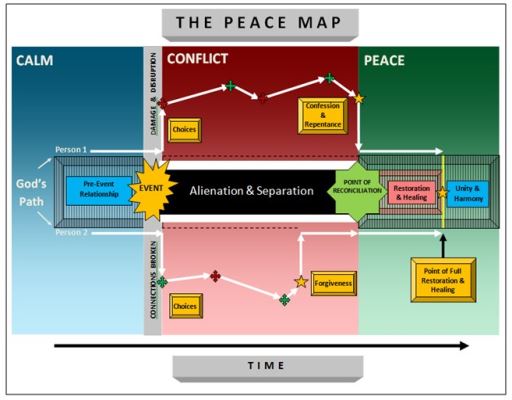 THE PEACE MAP
CALM
CONFLICT
PEACE
DAMAGE & DISRUPTION
Choices
Confession
&
Repentance
Person 1
God's
Path
Pre-Event
Relationship
EVENT
Alienation & Separation
POINT OF
RECONCILIATION
Restoration
& Healing
Unity &
Harmony
Person 2
CONNECTIONS BROKEN
Choices
Forgiveness
Point of Full
Restoration &
Healing
TIME